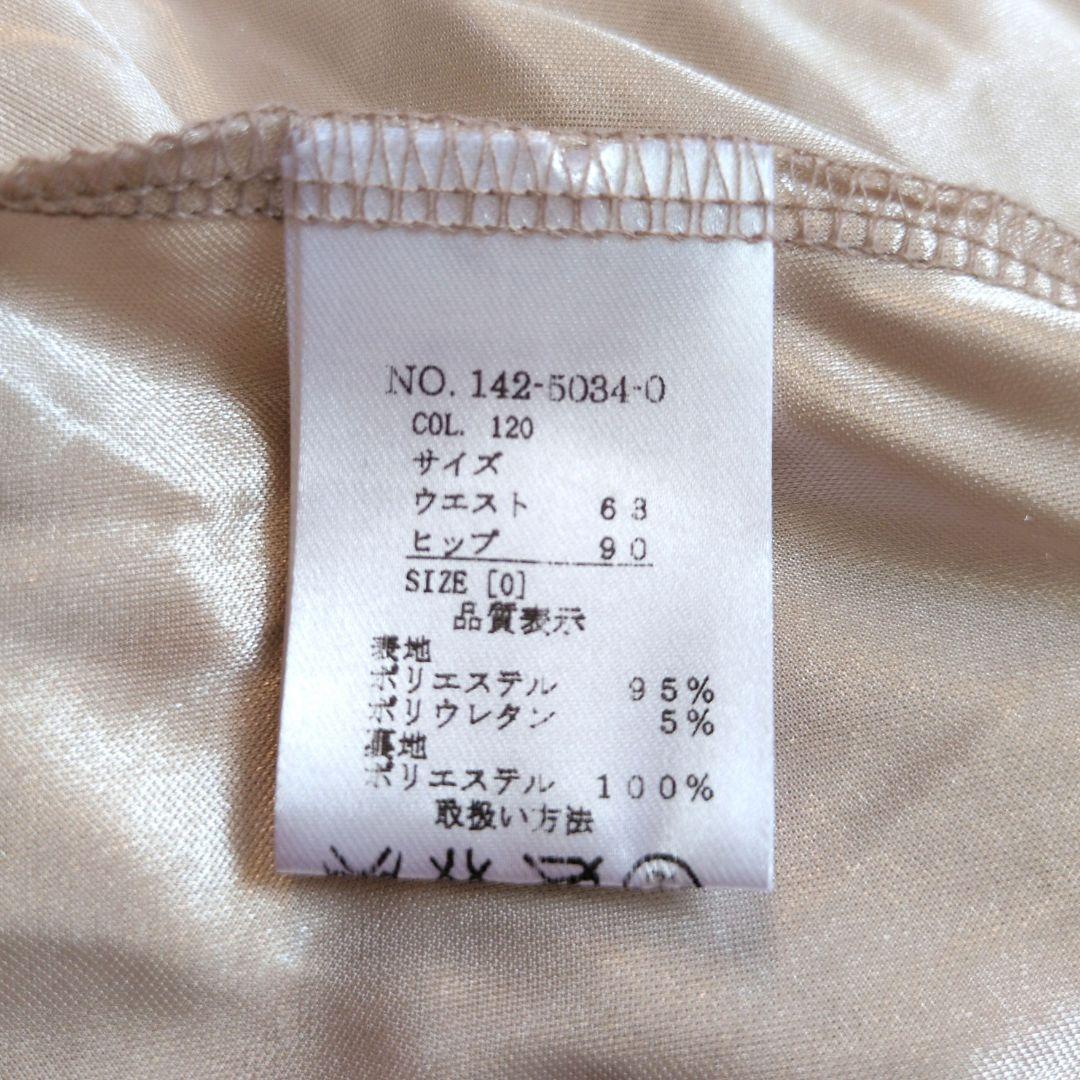 NO. 142-5034-0
COL. 120
サイズ
ウエスト 63
ヒップ 90
SIZE [0]
品質表示
表地
ポリエステル 95%
ポリウレタン 5%
裏地
ポリエステル 100%
取扱い方法